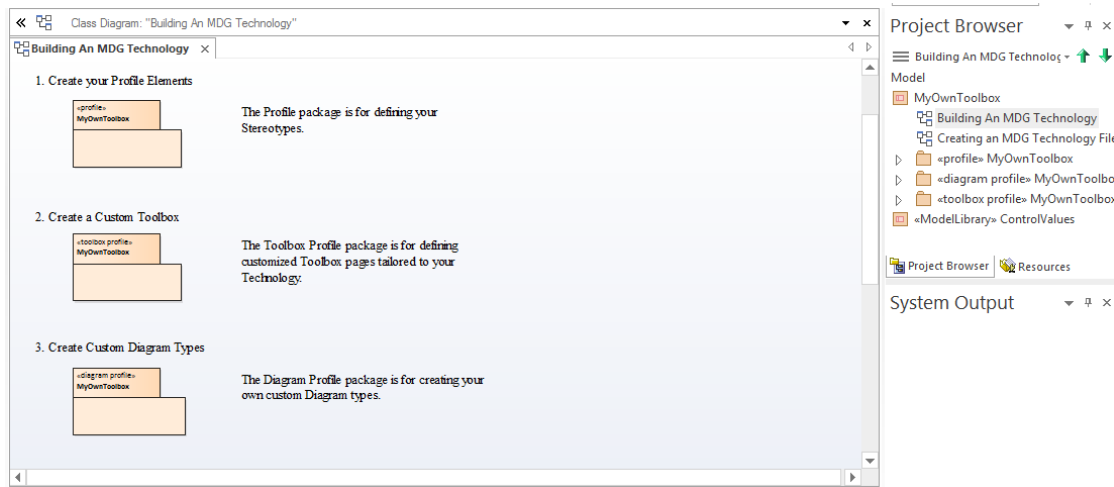 Class Diagram: "Building An MDG Technology"
Building An MDG Technology
1. Create your Profile Elements
«profile»
MyOwnToolbox
The Profile package is for defining your
Stereotypes.
2. Create a Custom Toolbox
«toolbox profile»
MyOwnToolbox
The Toolbox Profile package is for defining
customized Toolbox pages tailored to your
Technology.
3. Create Custom Diagram Types
«diagram profile»
MyOwnToolbox
The Diagram Profile package is for creating your
own custom Diagram types.
Project Browser
Building An MDG Technolog
Model
MyOwnToolbox
Building An MDG Technology
Creating an MDG Technology File
«profile» MyOwnToolbox
«diagram profile» MyOwnToolbo
«toolbox profile» MyOwnToolbox
«ModelLibrary» ControlValues
Project Browser
Resources
System Output